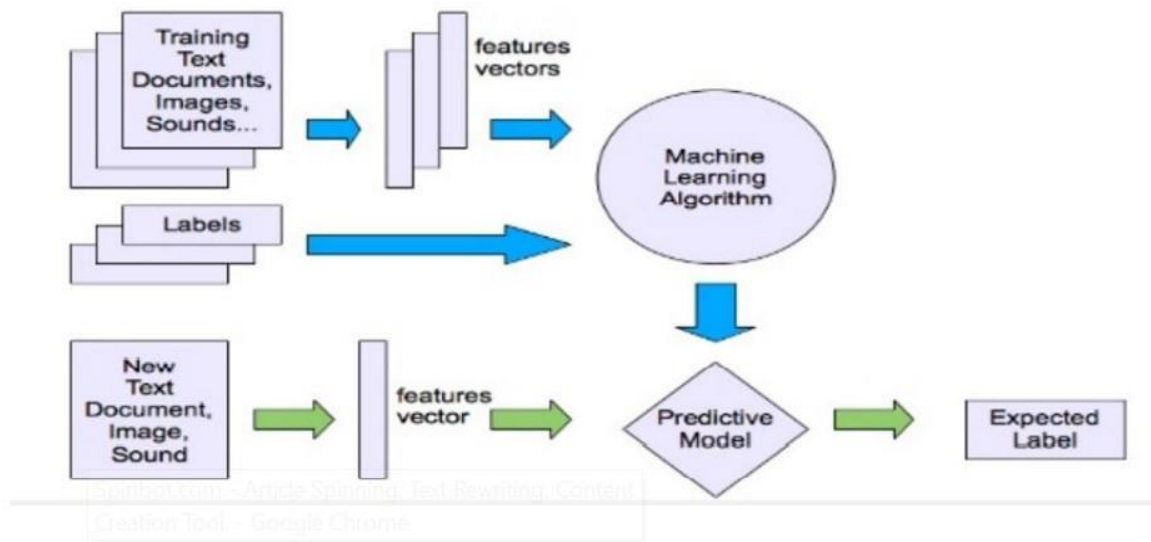 Training
Text
Documents,
Images,
Sounds...
features
vectors
Machine
Learning
Algorithm
Labels
New
Text
Document,
Image,
Sound
features
vector
Predictive
Model
Expected
Label
Spinbot.com - Article Spinning, Text Rewriting, Content
Creation Tool. - Google Chrome